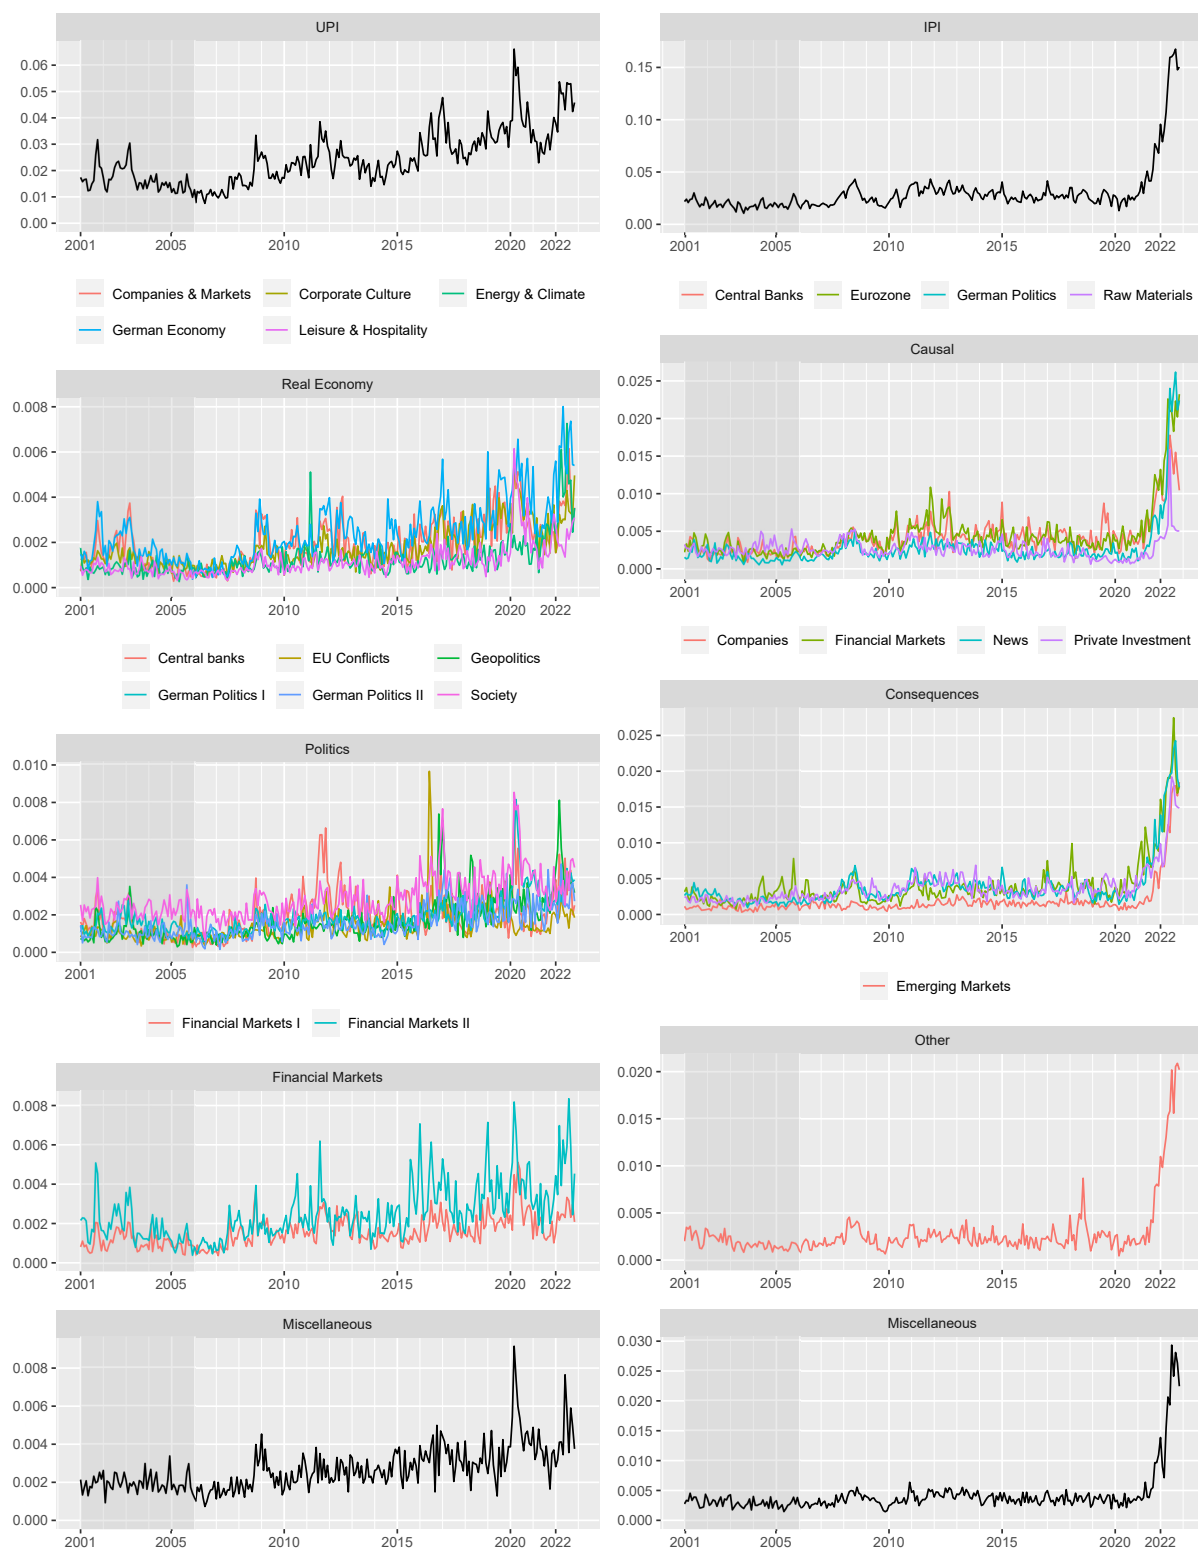 UPI
0.06
0.05
0.04
0.03
0.02
0.01
0.00
2001 2005 2010 2015 2020 2022
Companies & Markets Corporate Culture Energy & Climate
German Economy Leisure & Hospitality
Real Economy
0.008
0.006
0.004
0.002
0.000
2001 2005 2010 2015 2020 2022
Central banks EU Conflicts Geopolitics
German Politics I German Politics II Society
Politics
0.010
0.008
0.006
0.004
0.002
0.000
2001 2005 2010 2015 2020 2022
Financial Markets I Financial Markets II
Financial Markets
0.008
0.006
0.004
0.002
0.000
2001 2005 2010 2015 2020 2022
Miscellaneous
0.008
0.006
0.004
0.002
0.000
2001 2005 2010 2015 2020 2022
IPI
0.15
0.10
0.05
0.00
2001 2005 2010 2015 2020 2022
Central Banks Eurozone German Politics Raw Materials
Causal
0.025
0.020
0.015
0.010
0.005
0.000
2001 2005 2010 2015 2020 2022
Companies Financial Markets News Private Investment
Consequences
0.025
0.020
0.015
0.010
0.005
0.000
2001 2005 2010 2015 2020 2022
Emerging Markets
Other
0.020
0.015
0.010
0.005
0.000
2001 2005 2010 2015 2020 2022
Miscellaneous
0.030
0.025
0.020
0.015
0.010
0.005
0.000
2001 2005 2010 2015 2020 2022